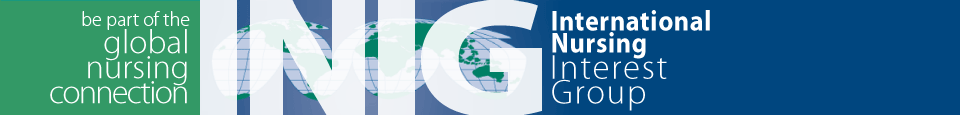 be part of the
global
nursing
connection
INIG
International
Nursing
Interest
Group